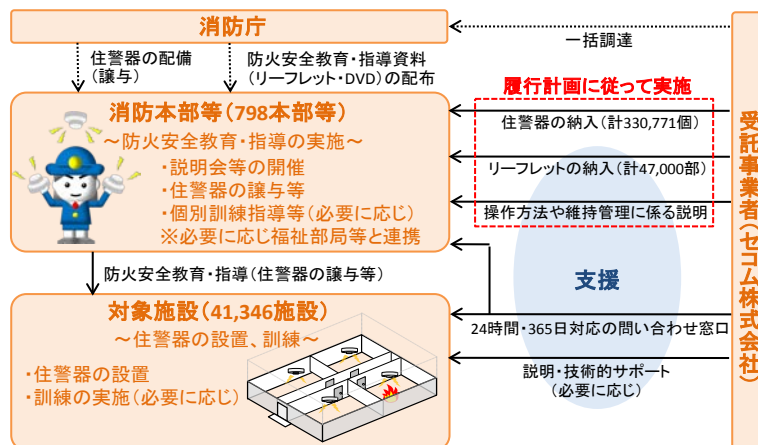 消防庁
一括調達
住警器の配備
(譲与)
防火安全教育・指導資料
(リーフレット・DVD)の配布
履行計画に従って実施
消防本部等(798本部等)
～防火安全教育・指導の実施～
・説明会等の開催
・住警器の譲与等
・個別訓練指導等(必要に応じ)
※必要に応じ福祉部局等と連携
住警器の納入(計330,771個)
リーフレットの納入(計47,000部)
操作方法や維持管理に係る説明
支援
防火安全教育・指導(住警器の譲与等)
対象施設(41,346施設)
～住警器の設置、訓練～
・住警器の設置
・訓練の実施(必要に応じ)
24時間・365日対応の問い合わせ窓口
説明・技術的サポート
(必要に応じ)
受託事業者(セコム株式会社)